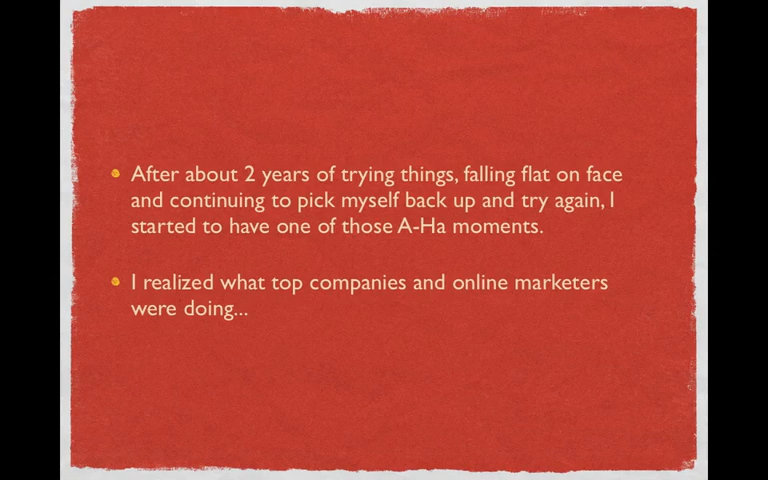 After about 2 years of trying things, falling flat on face
and continuing to pick myself back up and try again, I
started to have one of those A-Ha moments.
I realized what top companies and online marketers
were doing...